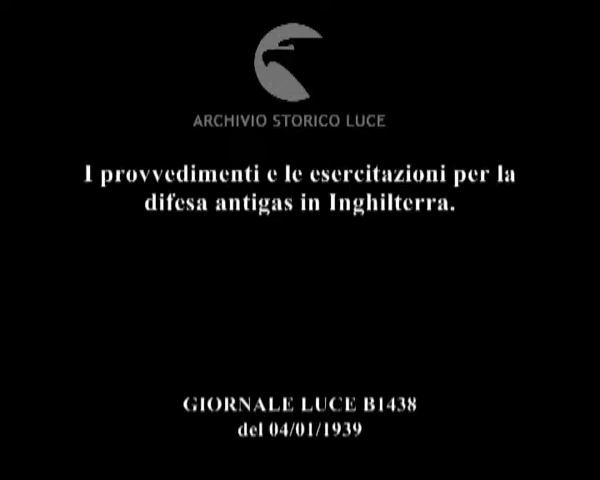 ARCHIVIO STORICO LUCE
I provvedimenti e le esercitazioni per la
difesa antigas in Inghilterra.
GIORNALE LUCE B1438
del 04/01/1939